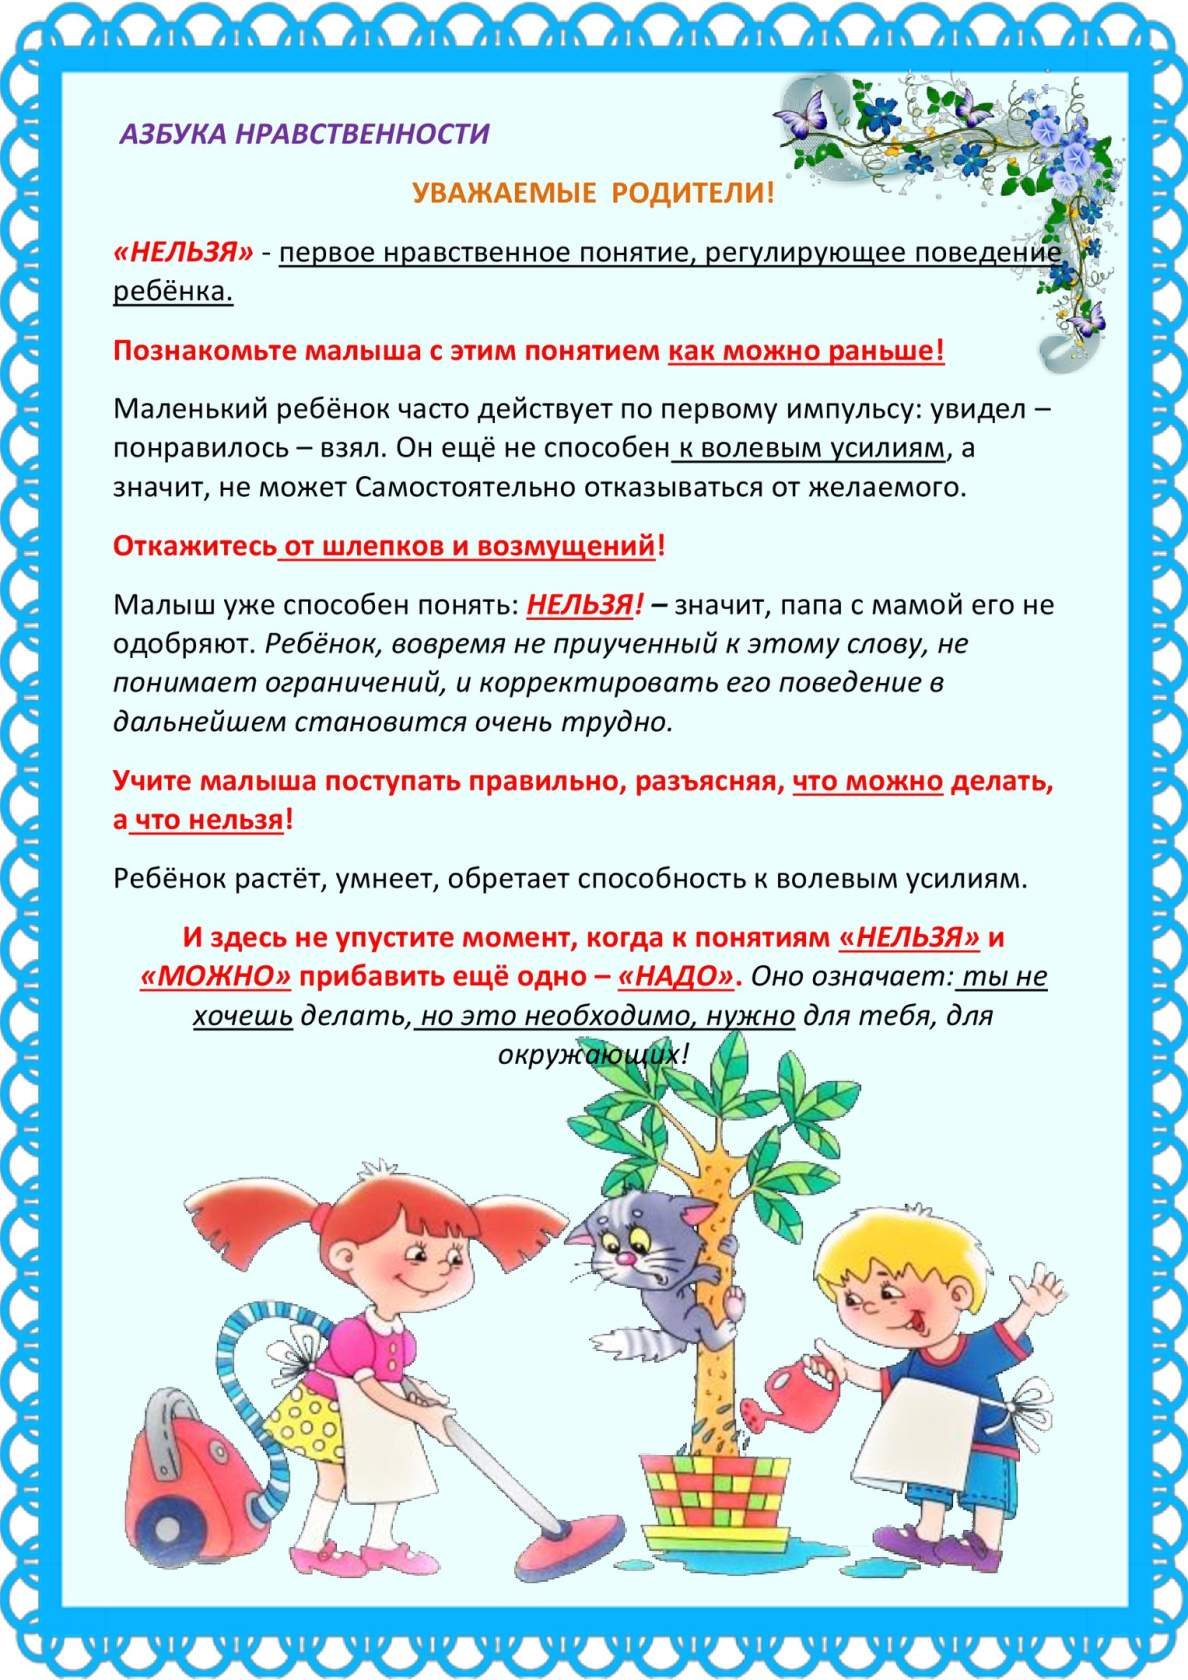 АЗБУКА НРАВСТВЕННОСТИ
УВАЖАЕМЫЕ РОДИТЕЛИ!
«НЕЛЬЗЯ» - первое нравственное понятие, регулирующее поведение
ребёнка.
Познакомьте малыша с этим понятием как можно раньше!
Маленький ребёнок часто действует по первому импульсу: увидел –
понравилось – взял. Он ещё не способен к волевым усилиям, а
значит, не может Самостоятельно отказываться от желаемого.
Откажитесь от шлепков и возмущений!
Малыш уже способен понять: НЕЛЬЗЯ! – значит, папа с мамой его не
одобряют. Ребёнок, вовремя не приученный к этому слову, не
понимает ограничений, и корректировать его поведение в
дальнейшем становится очень трудно.
Учите малыша поступать правильно, разъясняя, что можно делать,
а что нельзя!
Ребёнок растёт, умнеет, обретает способность к волевым усилиям.
И здесь не упустите момент, когда к понятиям «НЕЛЬЗЯ» и
«МОЖНО» прибавить ещё одно – «НАДО». Оно означает: ты не
хочешь делать, но это необходимо, нужно для тебя, для
окружающих!